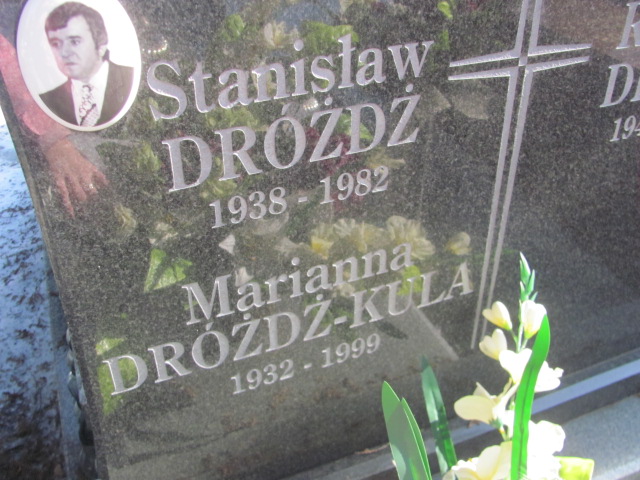 Stanisław
DRÓŻDŻ
1938 - 1982
Marianna
DRÓŻDŻ-KULA
1932 - 1999